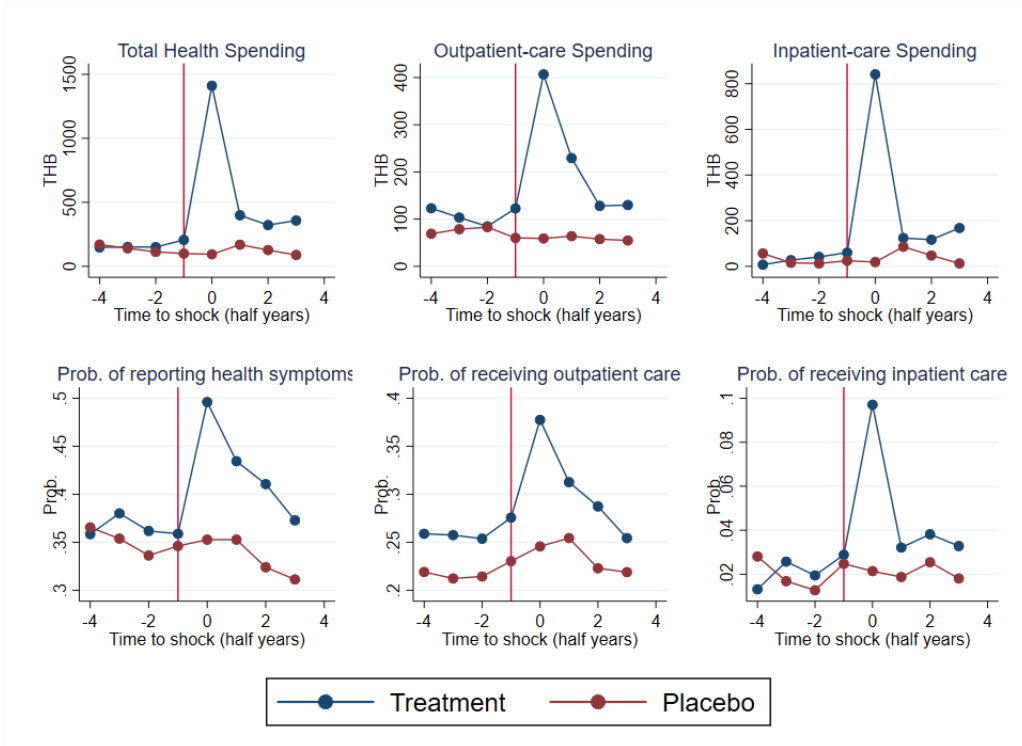 Total Health Spending
THB
1500
1000
500
0
-4 -2 0 2 4
Time to shock (half years)
Outpatient-care Spending
THB
400
300
200
100
0
-4 -2 0 2 4
Time to shock (half years)
Inpatient-care Spending
THB
800
600
400
200
0
-4 -2 0 2 4
Time to shock (half years)
Prob. of reporting health symptoms
Prob.
.5
.45
.4
.35
.3
-4 -2 0 2 4
Time to shock (half years)
Prob. of receiving outpatient care
Prob.
.4
.35
.3
.25
.2
-4 -2 0 2 4
Time to shock (half years)
Prob. of receiving inpatient care
Prob.
.1
.08
.06
.04
.02
-4 -2 0 2 4
Time to shock (half years)
Treatment Placebo